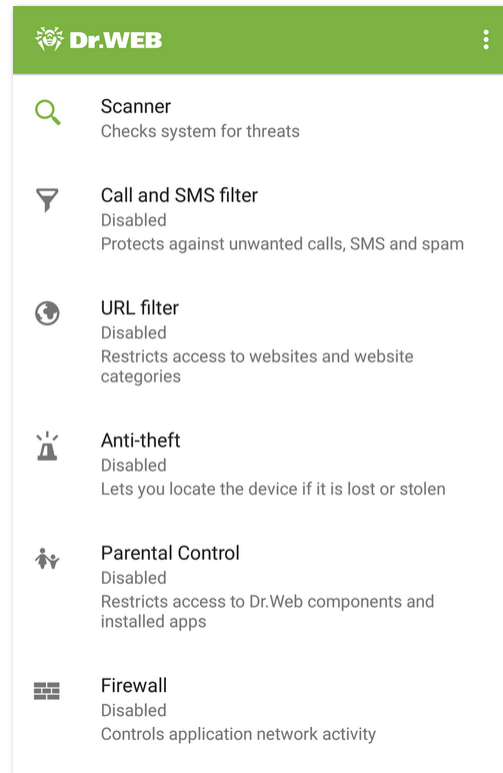 Dr.WEB
Scanner
Checks system for threats
Call and SMS filter
Disabled
Protects against unwanted calls, SMS and spam
URL filter
Disabled
Restricts access to websites and website
categories
Anti-theft
Disabled
Lets you locate the device if it is lost or stolen
Parental Control
Disabled
Restricts access to Dr.Web components and
installed apps
Firewall
Disabled
Controls application network activity